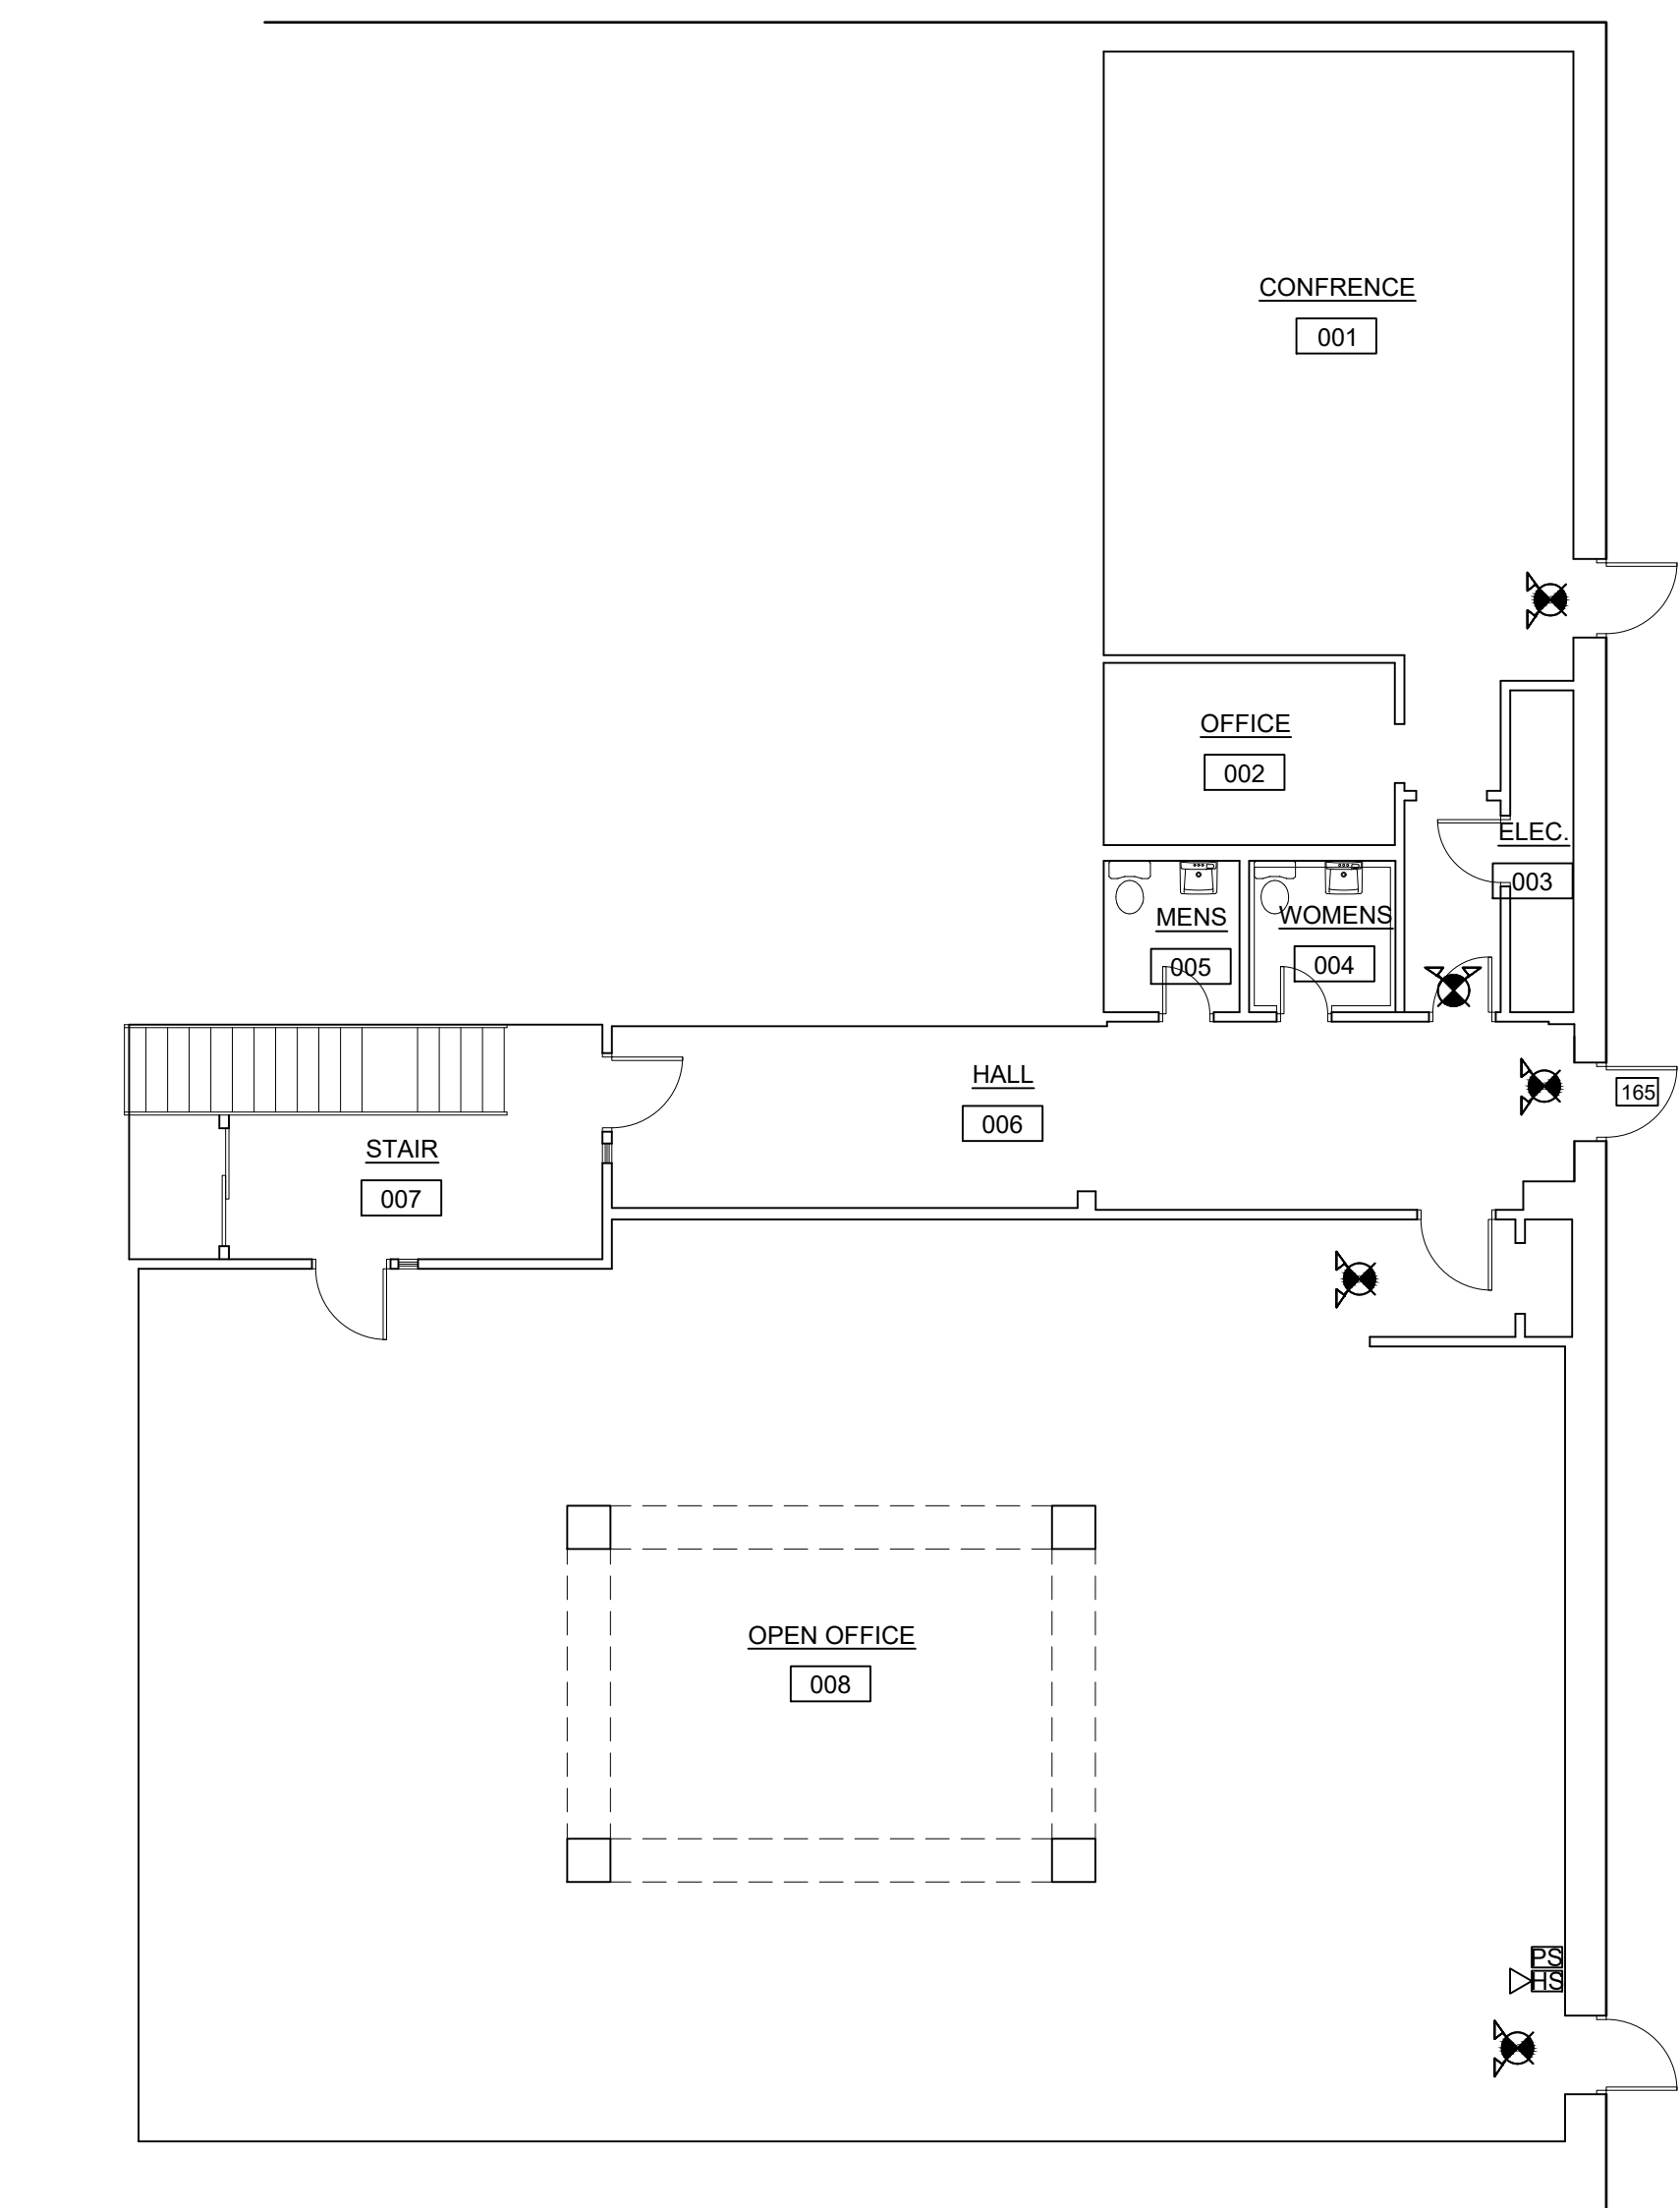 CONFRENCE
001
OFFICE
002
ELEC.
003
MENS
005
WOMENS
004
HALL
006
165
STAIR
007
OPEN OFFICE
008
PS
HS